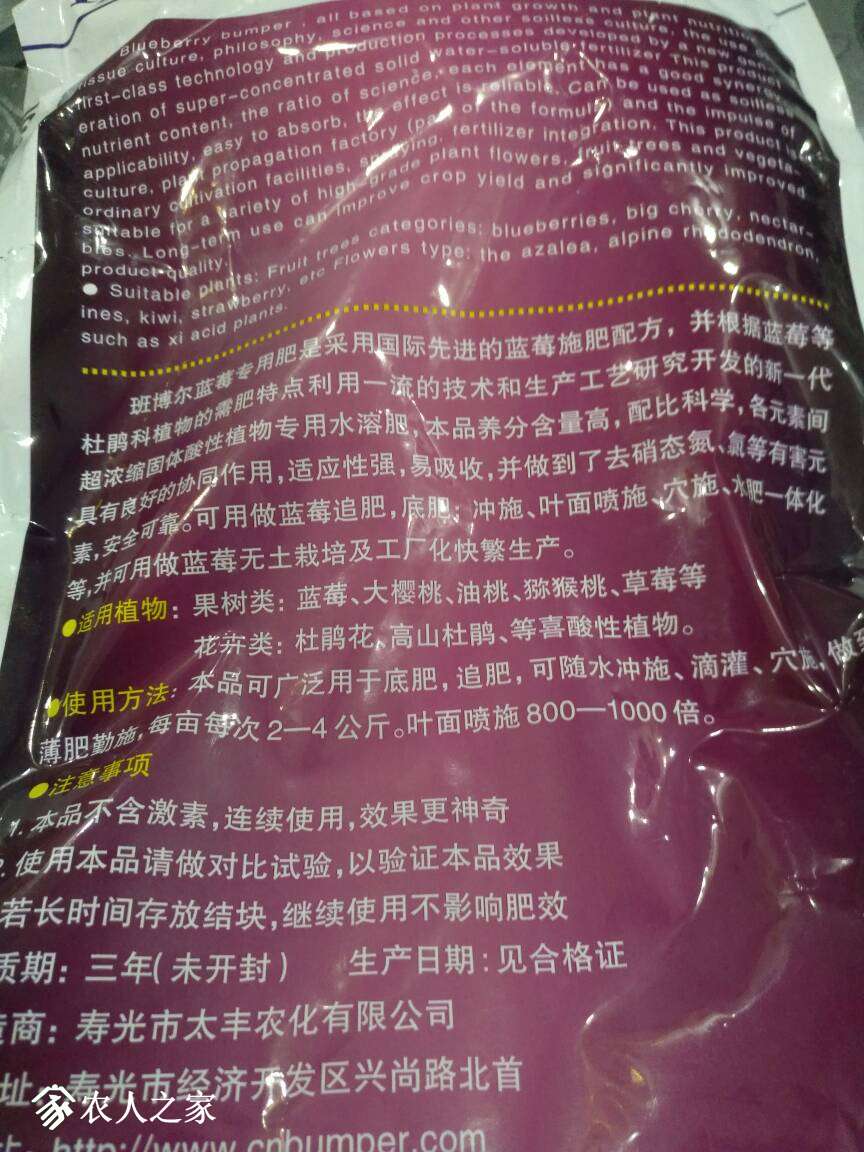 Blueberry bumper, all based on plant growth and plant nutrition,
tissue culture, philosophy, science and other soilless culture, the use
first-class technology and production processes developed by a new gen-
eration of super-concentrated solid water-soluble fertilizer This product
nutrient content, the ratio of science, each element has a good synergy
applicability, easy to absorb, the effect is reliable. Can be used as soilless
culture, plant propagation factory (part of the formula) and the impulse of
ordinary cultivation facilities, spraying, fertilizer integration. This product is
suitable for a variety of high-grade plant flowers, fruit trees and vegeta-
bles. Long-term use can improve crop yield and significantly improved
product quality.
● Suitable plants: Fruit trees categories: blueberries, big cherry, nectar-
ines, kiwi, strawberry, etc Flowers type: the azalea, alpine rhododendron,
such as xi acid plants.
班博尔蓝莓专用肥是采用国际先进的蓝莓施肥配方，并根据蓝莓等
杜鹃科植物的需肥特点利用一流的技术和生产工艺研究开发的新一代
超浓缩固体酸性植物专用水溶肥，本品养分含量高，配比科学，各元素间
具有良好的协同作用，适应性强，易吸收，并做到了去硝态氮、氯等有害元
素，安全可靠。可用做蓝莓追肥，底肥；冲施、叶面喷施、穴施、水肥一体化
等，并可用做蓝莓无土栽培及工厂化快繁生产。
●适用植物：果树类：蓝莓、大樱桃、油桃、猕猴桃、草莓等
花卉类：杜鹃花、高山杜鹃、等喜酸性植物。
●使用方法：本品可广泛用于底肥，追肥，可随水冲施、滴灌、穴施，做到
薄肥勤施，每亩每次2—4公斤。叶面喷施800—1000倍。
●注意事项
1. 本品不含激素，连续使用，效果更神奇
2. 使用本品请做对比试验，以验证本品效果
若长时间存放结块，继续使用不影响肥效
质期：三年（未开封） 生产日期：见合格证
商：寿光市太丰农化有限公司
址：寿光市经济开发区兴尚路北首
http://www.cnbumper.com
农人之家